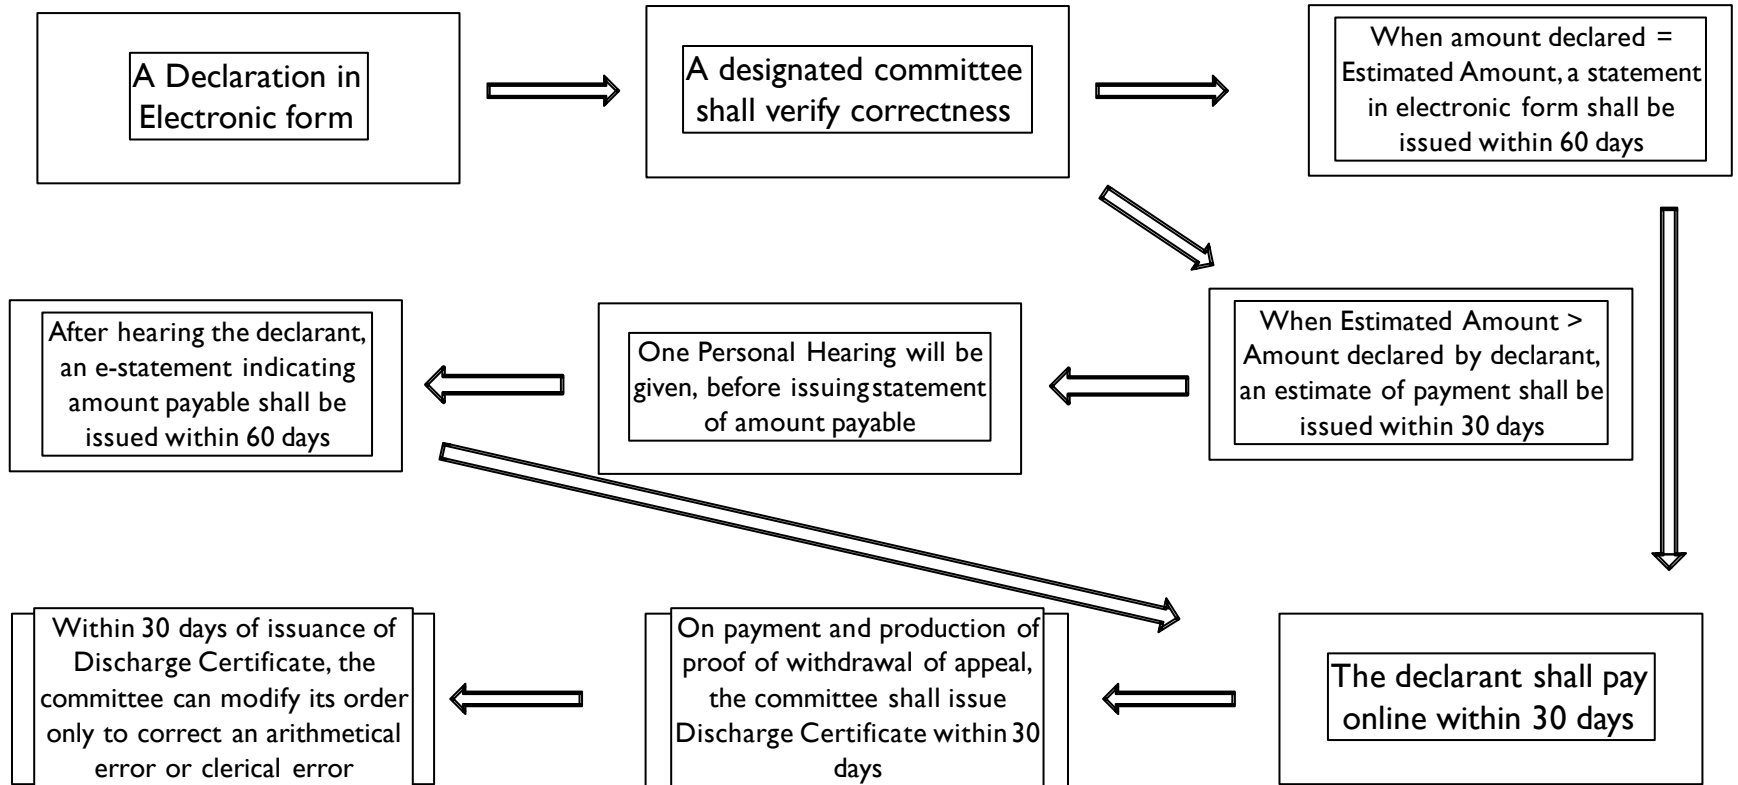 A Declaration in
Electronic form
A designated committee
shall verify correctness
When amount declared =
Estimated Amount, a statement
in electronic form shall be
issued within 60 days
After hearing the declarant,
an e-statement indicating
amount payable shall be
issued within 60 days
One Personal Hearing will be
given, before issuing statement
of amount payable
When Estimated Amount >
Amount declared by declarant,
an estimate of payment shall be
issued within 30 days
Within 30 days of issuance of
Discharge Certificate, the
committee can modify its order
only to correct an arithmetical
error or clerical error
On payment and production of
proof of withdrawal of appeal,
the committee shall issue
Discharge Certificate within 30
days
The declarant shall pay
online within 30 days